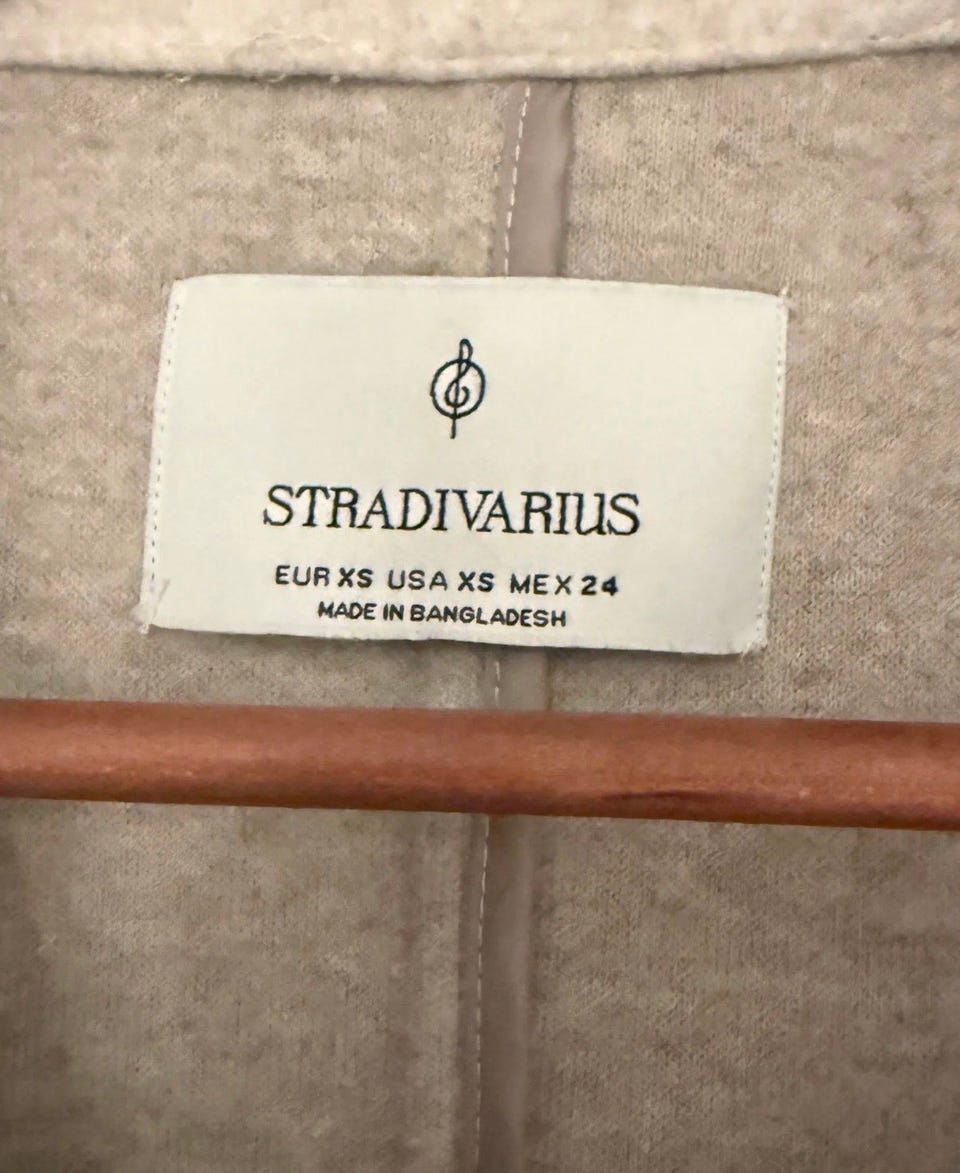 STRADIVARIUS
EUR XS USA XS MEX 24
MADE IN BANGLADESH